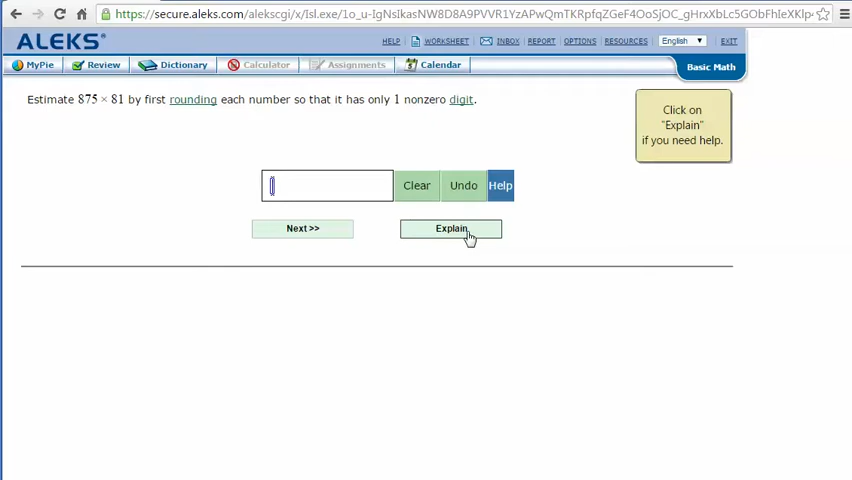 https://secure.aleks.com/alekscgi/x/Isl.exe/1o_u-IgNsIkasNW8D8A9PVVR1YzAPwQmTKRpfqZGeF4OoSjOC_gHrxXbLc5GObFhIeXKlp
ALEKS®
HELP WORKSHEET INBOX REPORT OPTIONS RESOURCES English EXIT
MyPie Review Dictionary Calculator Assignments Calendar Basic Math
Estimate 875 × 81 by first rounding each number so that it has only 1 nonzero digit.
Click on
"Explain"
if you need help.
Clear Undo Help
Next >> Explain